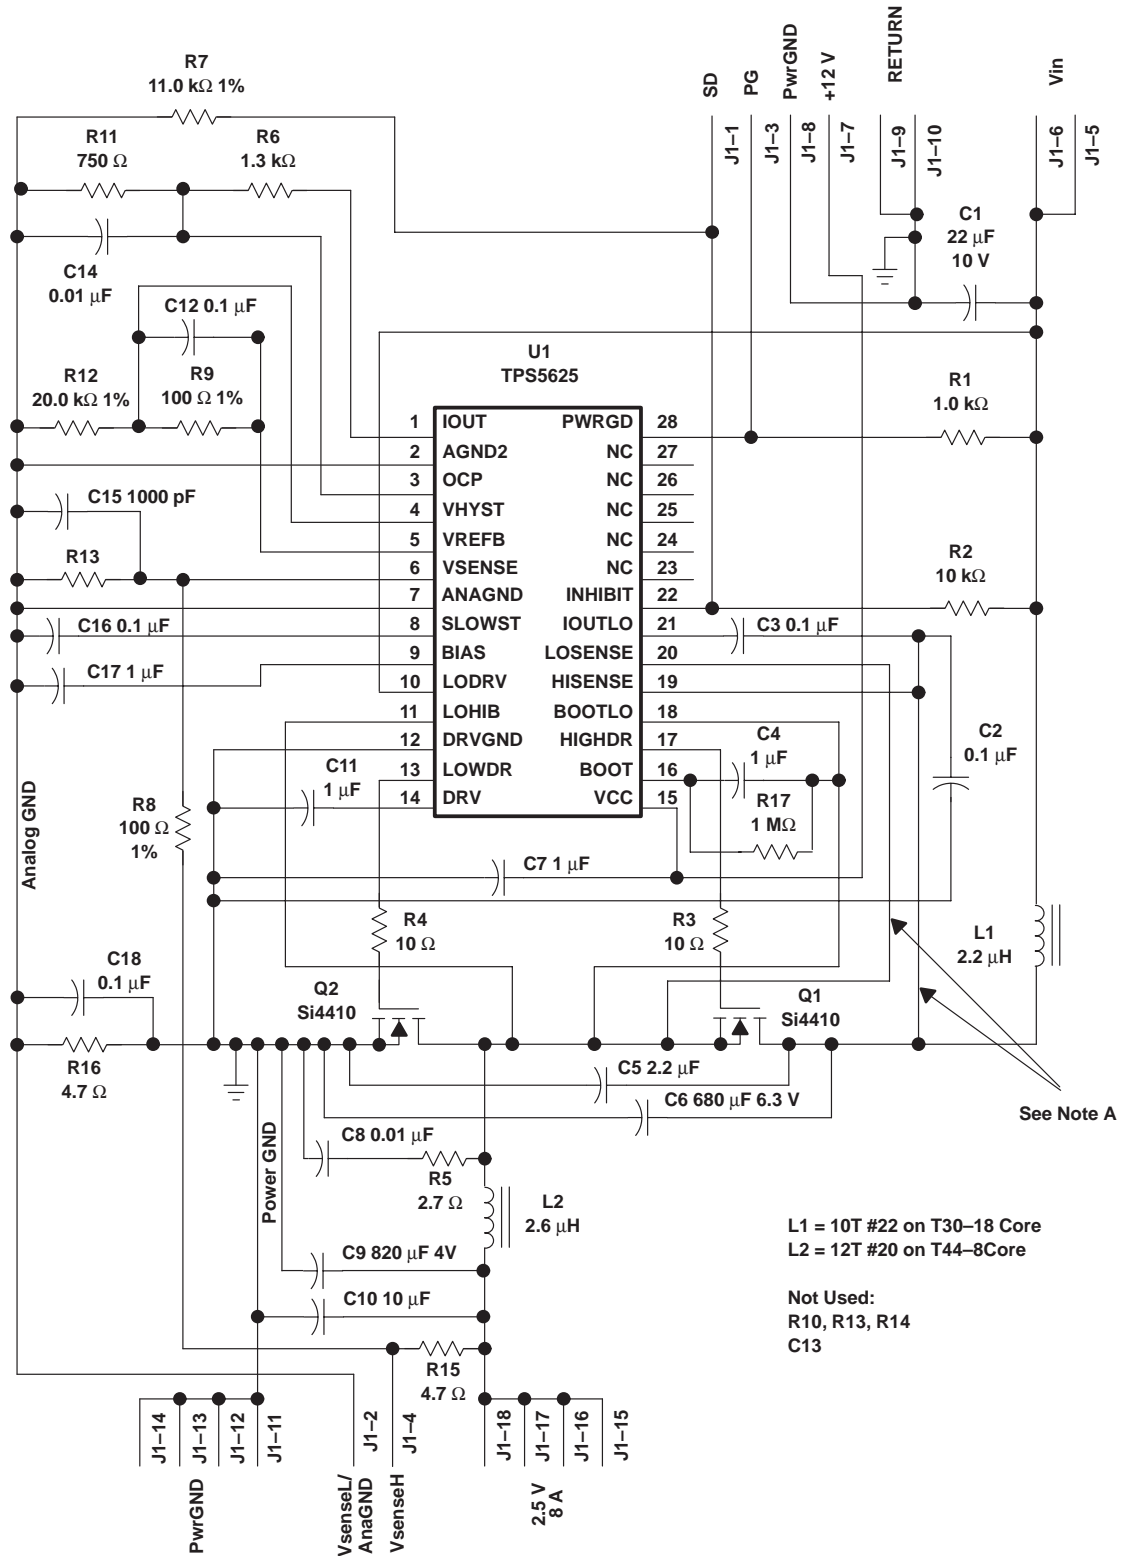 R7
11.0 kΩ 1%
R11
750 Ω
R6
1.3 kΩ
C14
0.01 μF
C12 0.1 μF
R12
20.0 kΩ 1%
R9
100 Ω 1%
C15 1000 pF
R13
C16 0.1 μF
C17 1 μF
SD
PG
PwrGND
+12 V
RETURN
Vin
J1–1
J1–3
J1–8
J1–7
J1–9
J1–10
J1–6
J1–5
C1
22 μF
10 V
U1
TPS5625
R1
1.0 kΩ
1 IOUT PWRGD 28
2 AGND2 NC 27
3 OCP NC 26
4 VHYST NC 25
5 VREFB NC 24
6 VSENSE NC 23
7 ANAGND INHIBIT 22
8 SLOWST IOUTLO 21
9 BIAS LOSENSE 20
10 LODRV HISENSE 19
11 LOHIB BOOTLO 18
12 DRVGND HIGHDR 17
13 LOWDR BOOT 16
14 DRV VCC 15
R2
10 kΩ
C3 0.1 μF
C2
0.1 μF
C4
1 μF
R17
1 MΩ
C11
1 μF
Analog GND
R8
100 Ω
1%
C7 1 μF
R4
10 Ω
R3
10 Ω
L1
2.2 μH
C18
0.1 μF
Q2
Si4410
Q1
Si4410
R16
4.7 Ω
C5 2.2 μF
C6 680 μF 6.3 V
See Note A
C8 0.01 μF
Power GND
R5
2.7 Ω
L2
2.6 μH
C9 820 μF 4V
C10 10 μF
R15
4.7 Ω
L1 = 10T #22 on T30–18 Core
L2 = 12T #20 on T44–8Core
Not Used:
R10, R13, R14
C13
J1–14
J1–13
J1–12
J1–11
J1–2
J1–4
J1–18
J1–17
J1–16
J1–15
PwrGND
VsenseL/
AnaGND
VsenseH
2.5 V
8 A